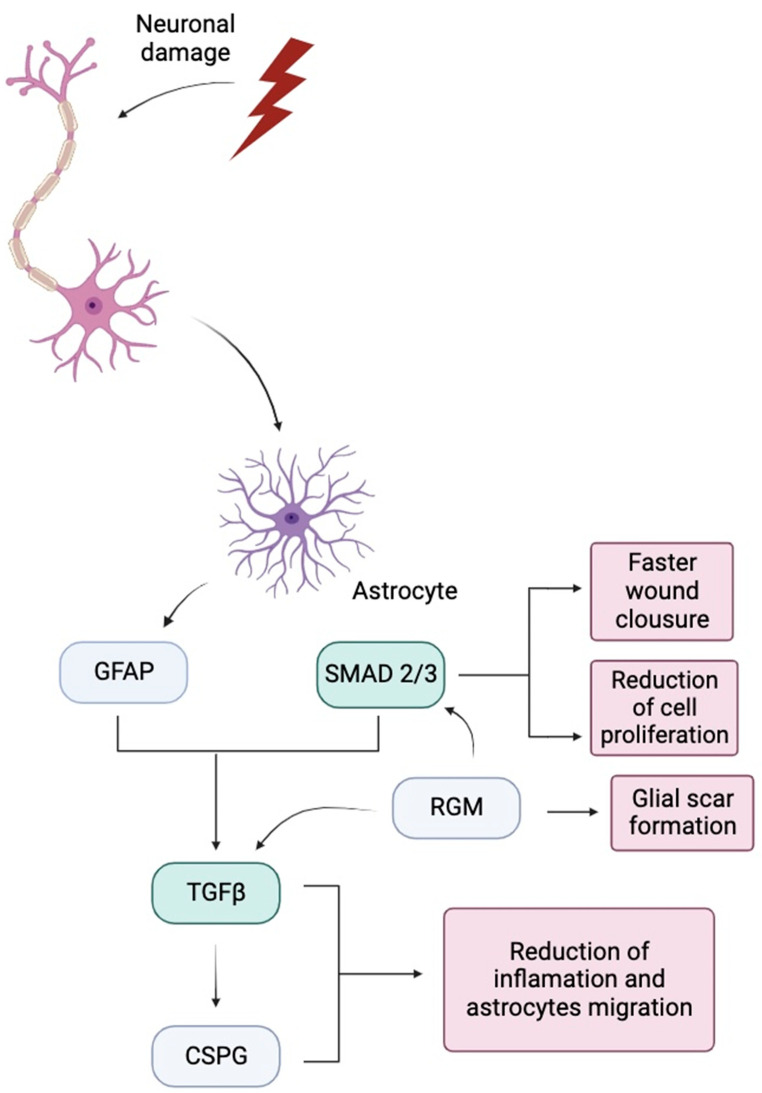 Neuronal
damage
Astrocyte
GFAP
SMAD 2/3
Faster
wound
clousure
Reduction
of cell
proliferation
RGM
Glial scar
formation
TGFβ
Reduction of
inflamation and
astrocytes migration
CSPG